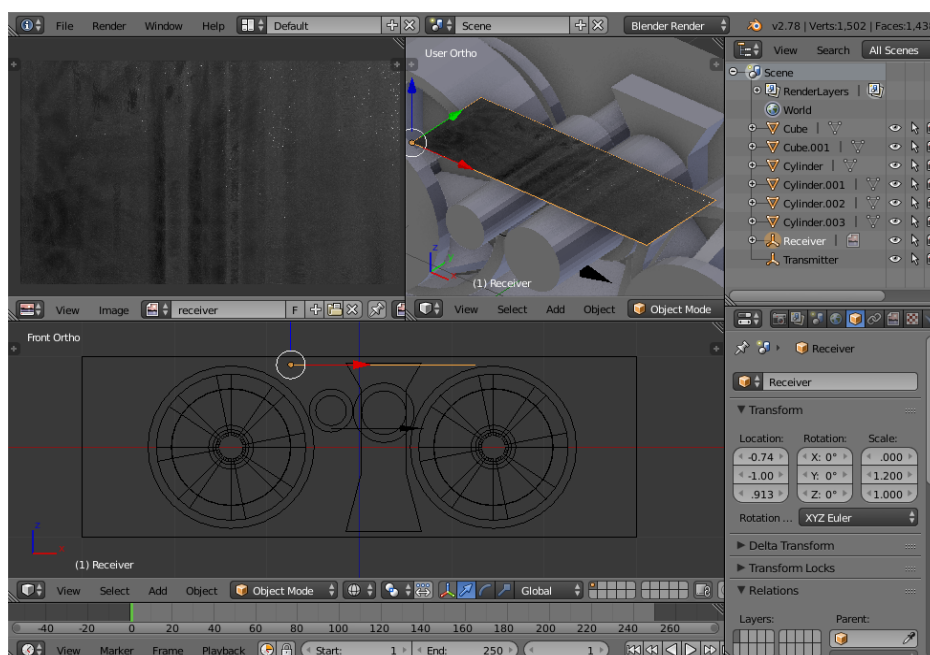 File Render Window Help Default Scene Blender Render v2.78 | Verts:1,502 | Faces:1,43
User Ortho
(1) Receiver
View Image receiver F
View Select Add Object Object Mode
View Search All Scenes
Scene
RenderLayers |
World
Cube |
Cube.001 |
Cylinder |
Cylinder.001 |
Cylinder.002 |
Cylinder.003 |
Receiver |
Transmitter
Front Ortho
(1) Receiver
View Select Add Object Object Mode Global
-40 -20 0 20 40 60 80 100 120 140 160 180 200 220 240 260
View Marker Frame Playback Start: 1 End: 250 1
Receiver
Receiver
Transform
Location: Rotation: Scale:
-0.74 X: 0° .000
-1.00 Y: 0° 1.200
.913 Z: 0° 1.000
Rotation ... XYZ Euler
Delta Transform
Transform Locks
Relations
Layers: Parent: